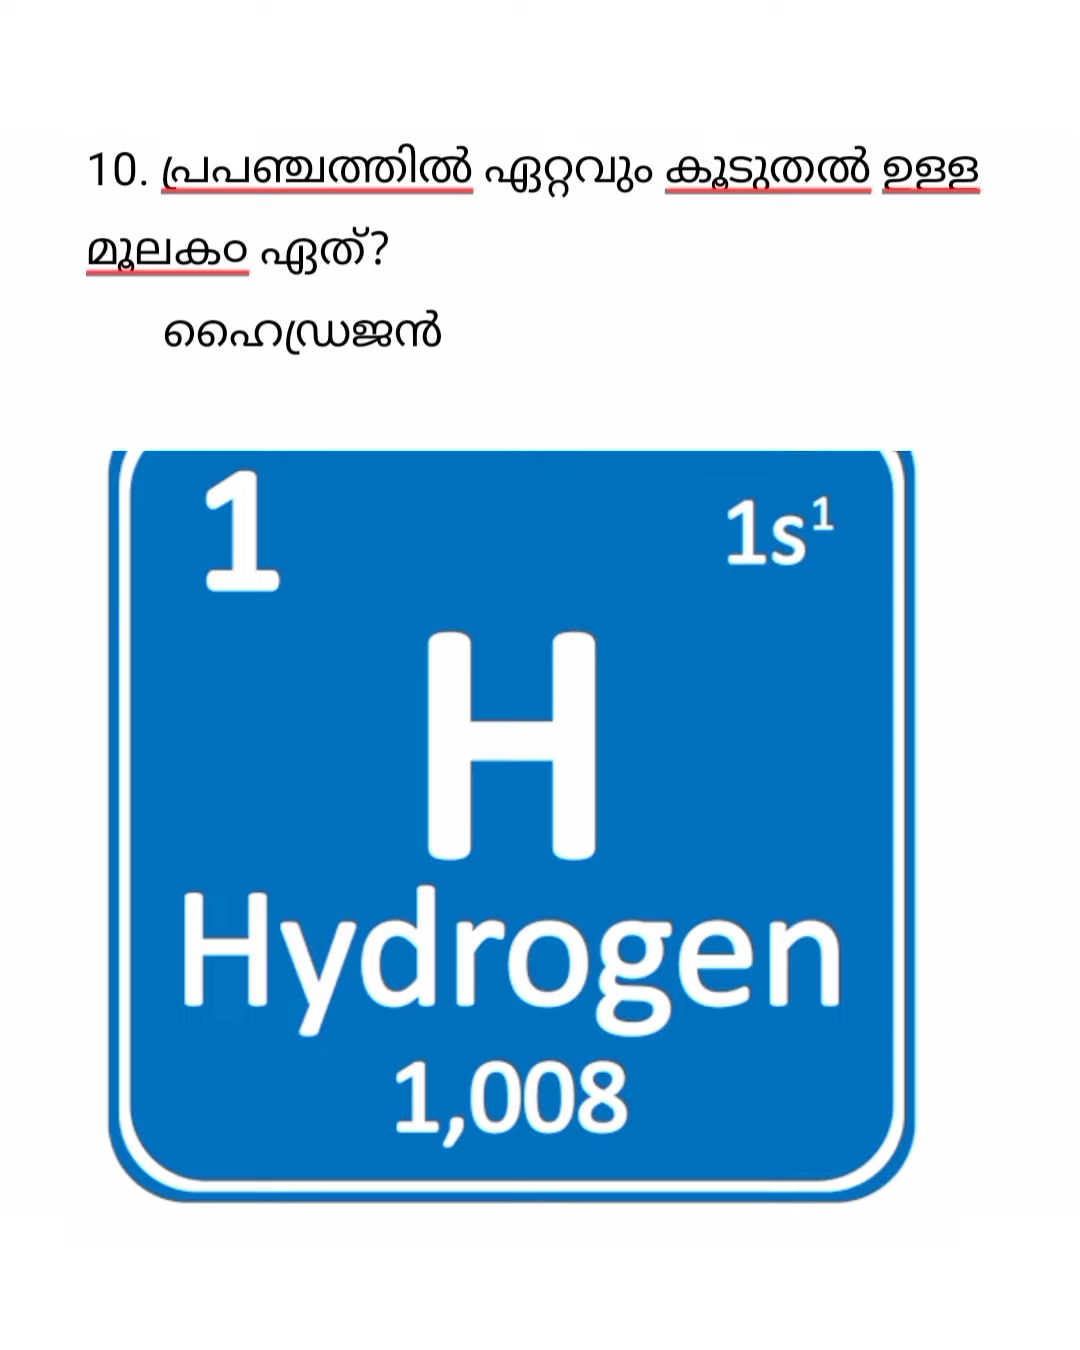 10. പ്രപഞ്ചത്തിൽ ഏറ്റവും കൂടുതൽ ഉള്ള
മൂലകം ഏത്?
ഹൈഡ്രജൻ
1 1s¹
H
Hydrogen
1,008